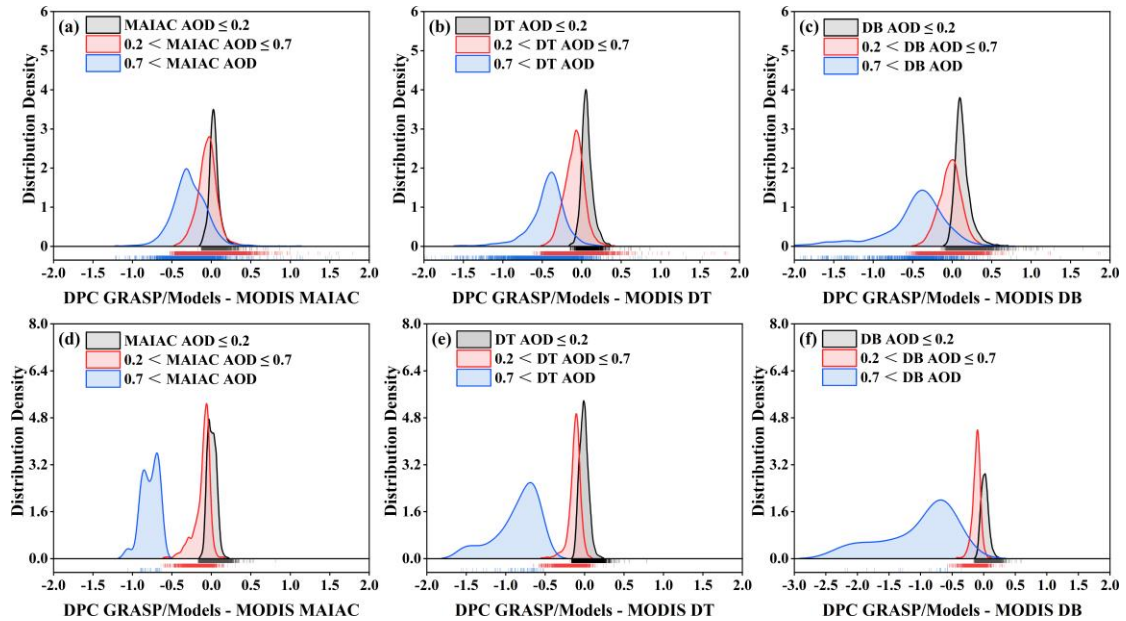 (a) MAIAC AOD ≤ 0.2
0.2 < MAIAC AOD ≤ 0.7
0.7 < MAIAC AOD
Distribution Density
6
5
4
3
2
1
0
-2.0 -1.5 -1.0 -0.5 0.0 0.5 1.0 1.5 2.0
DPC GRASP/Models - MODIS MAIAC
(b) DT AOD ≤ 0.2
0.2 < DT AOD ≤ 0.7
0.7 < DT AOD
Distribution Density
6
5
4
3
2
1
0
-2.0 -1.5 -1.0 -0.5 0.0 0.5 1.0 1.5 2.0
DPC GRASP/Models - MODIS DT
(c) DB AOD ≤ 0.2
0.2 < DB AOD ≤ 0.7
0.7 < DB AOD
Distribution Density
6
5
4
3
2
1
0
-2.0 -1.5 -1.0 -0.5 0.0 0.5 1.0 1.5 2.0
DPC GRASP/Models - MODIS DB
(d) MAIAC AOD ≤ 0.2
0.2 < MAIAC AOD ≤ 0.7
0.7 < MAIAC AOD
Distribution Density
8.0
6.4
4.8
3.2
1.6
0.0
-2.0 -1.5 -1.0 -0.5 0.0 0.5 1.0 1.5 2.0
DPC GRASP/Models - MODIS MAIAC
(e) DT AOD ≤ 0.2
0.2 < DT AOD ≤ 0.7
0.7 < DT AOD
Distribution Density
8.0
6.4
4.8
3.2
1.6
0.0
-2.0 -1.5 -1.0 -0.5 0.0 0.5 1.0 1.5 2.0
DPC GRASP/Models - MODIS DT
(f) DB AOD ≤ 0.2
0.2 < DB AOD ≤ 0.7
0.7 < DB AOD
Distribution Density
8.0
6.4
4.8
3.2
1.6
0.0
-3.0 -2.5 -2.0 -1.5 -1.0 -0.5 0.0 0.5 1.0 1.5 2.0
DPC GRASP/Models - MODIS DB